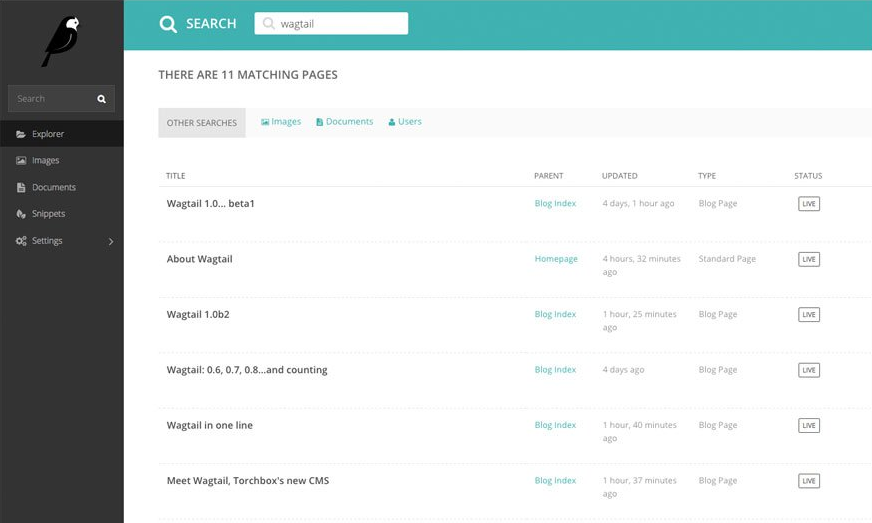 SEARCH
wagtail
Search
Explorer
Images
Documents
Snippets
Settings
THERE ARE 11 MATCHING PAGES
OTHER SEARCHES Images Documents Users
TITLE PARENT UPDATED TYPE STATUS
Wagtail 1.0... beta1 Blog Index 4 days, 1 hour ago Blog Page LIVE
About Wagtail Homepage 4 hours, 32 minutes Standard Page LIVE
ago
Wagtail 1.0b2 Blog Index 1 hour, 25 minutes Blog Page LIVE
ago
Wagtail: 0.6, 0.7, 0.8...and counting Blog Index 4 days ago Blog Page LIVE
Wagtail in one line Blog Index 1 hour, 40 minutes Blog Page LIVE
ago
Meet Wagtail, Torchbox's new CMS Blog Index 1 hour, 37 minutes Blog Page LIVE
ago